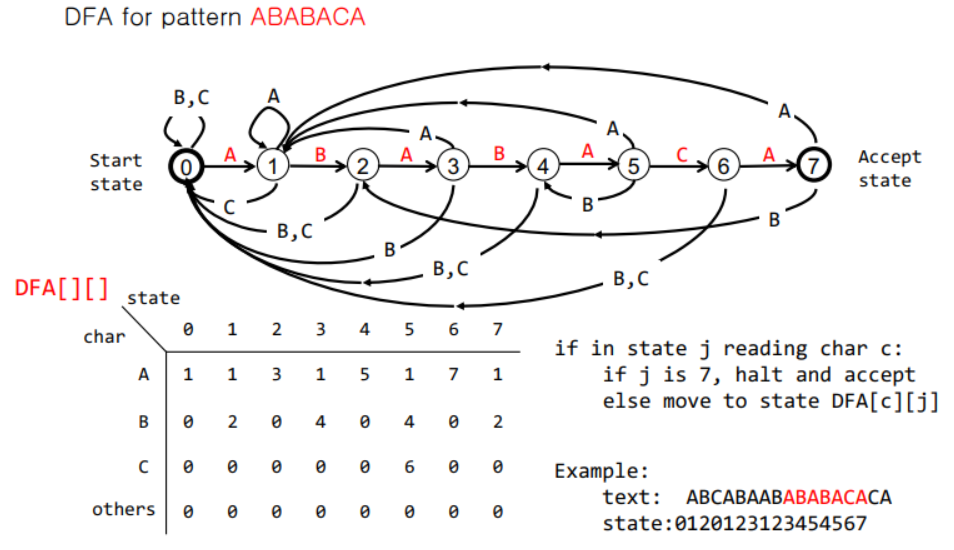 DFA for pattern ABABACA
B,C A A A A
Start state
0 A 1 B 2 A 3 B 4 A 5 C 6 A 7
Accept state
C B B
B,C B B,C B,C
DFA[][] state
char 0 1 2 3 4 5 6 7
A 1 1 3 1 5 1 7 1
B 0 2 0 4 0 4 0 2
C 0 0 0 0 0 6 0 0
others 0 0 0 0 0 0 0 0
if in state j reading char c:
if j is 7, halt and accept
else move to state DFA[c][j]
Example:
text: ABCABAABABABACACA
state:0120123123454567